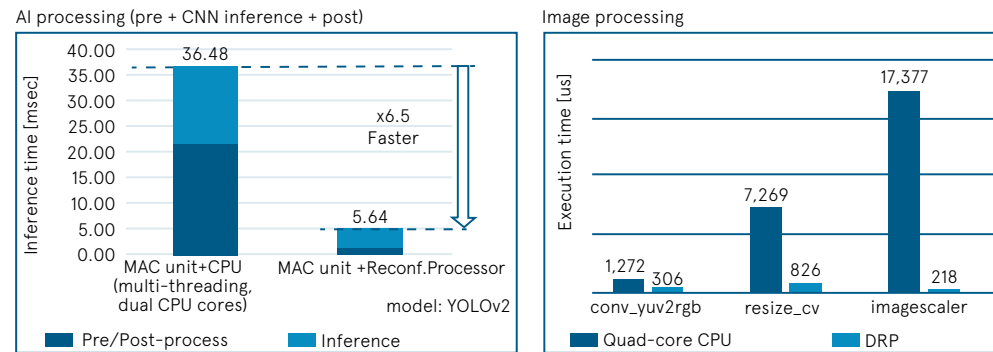 AI processing (pre + CNN inference + post)
Inference time [msec]
40.00
35.00
30.00
25.00
20.00
15.00
10.00
5.00
0.00
36.48
x6.5
Faster
5.64
MAC unit+CPU
(multi-threading,
dual CPU cores)
MAC unit +Reconf.Processor
model: YOLOv2
Pre/Post-process
Inference
Image processing
Execution time [us]
1,272
306
7,269
826
17,377
218
conv_yuv2rgb
resize_cv
imagescaler
Quad-core CPU
DRP